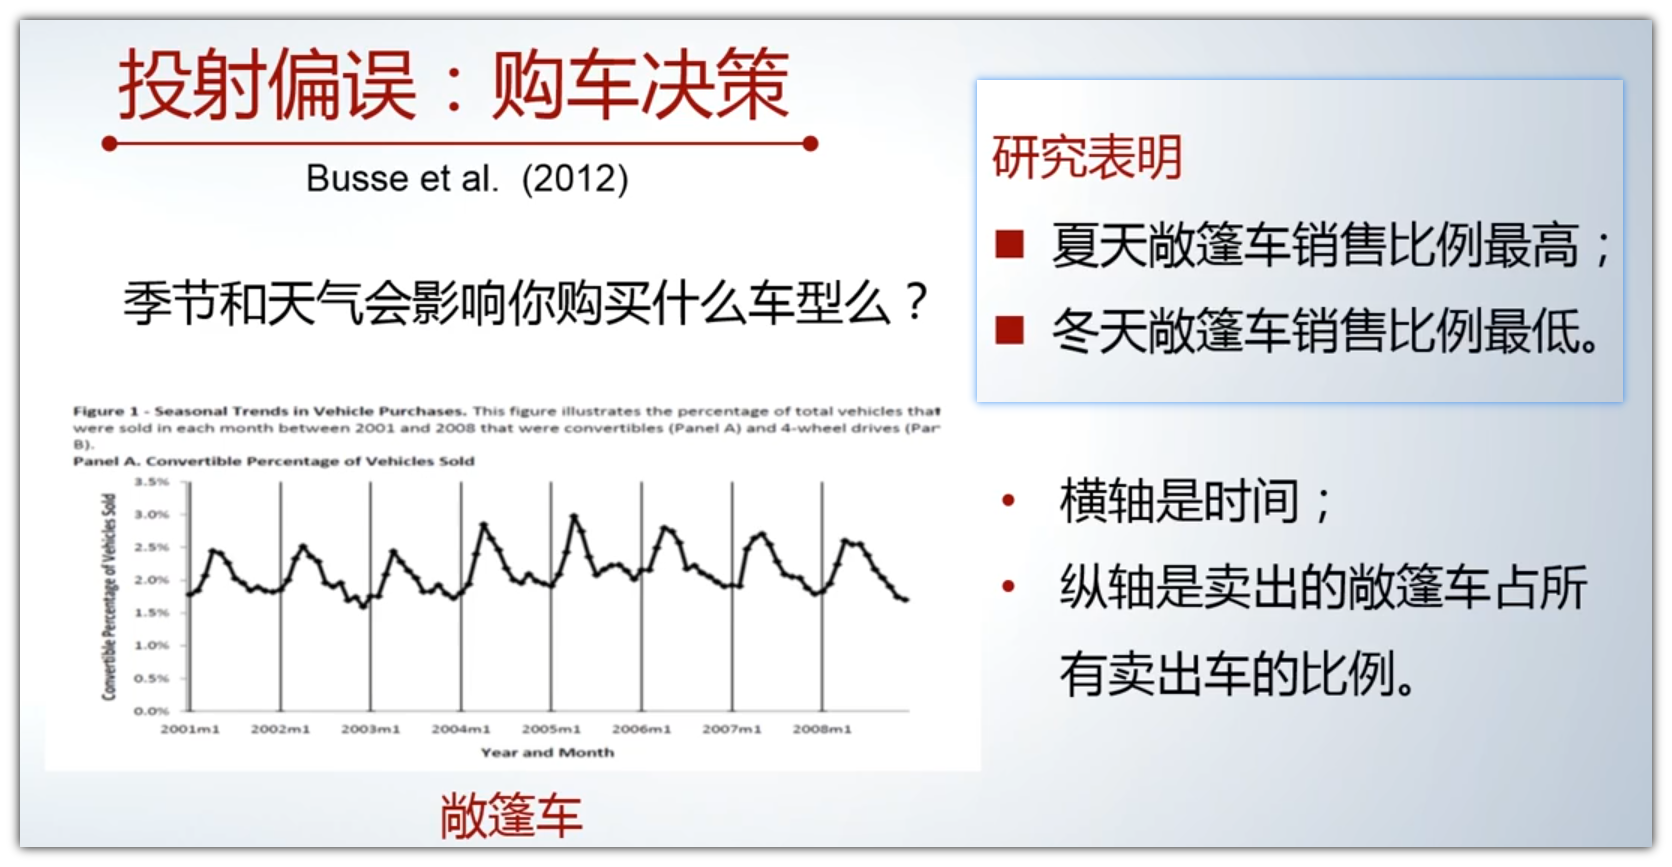 投射偏误：购车决策
Busse et al. (2012)
季节和天气会影响你购买什么车型么？
Figure 1 - Seasonal Trends in Vehicle Purchases. This figure illustrates the percentage of total vehicles that
were sold in each month between 2001 and 2008 that were convertibles (Panel A) and 4-wheel drives (Par
B).
Panel A. Convertible Percentage of Vehicles Sold
Convertible Percentage of Vehicles Sold
3.5%
3.0%
2.5%
2.0%
1.5%
1.0%
0.5%
0.0%
2001m1 2002m1 2003m1 2004m1 2005m1 2006m1 2007m1 2008m1
Year and Month
敞篷车
研究表明
■ 夏天敞篷车销售比例最高；
■ 冬天敞篷车销售比例最低。
• 横轴是时间；
• 纵轴是卖出的敞篷车占所
有卖出车的比例。